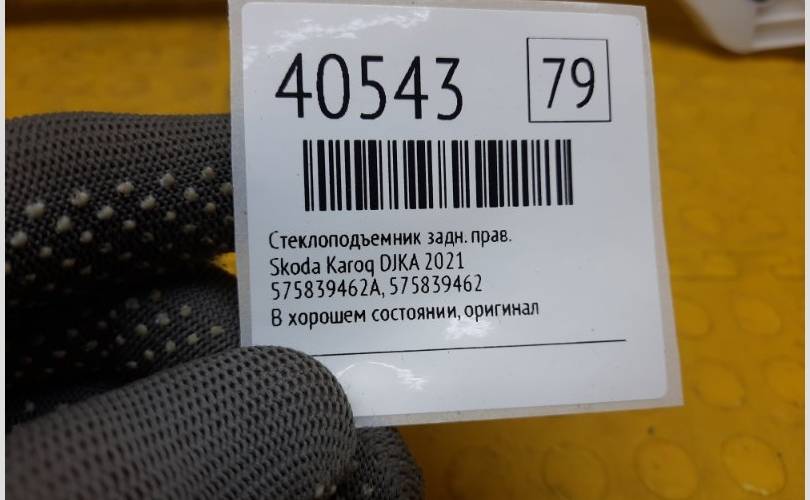 40543
79
Стеклоподъемник задн. прав.
Skoda Karoq DJKA 2021
575839462A, 575839462
В хорошем состоянии, оригинал